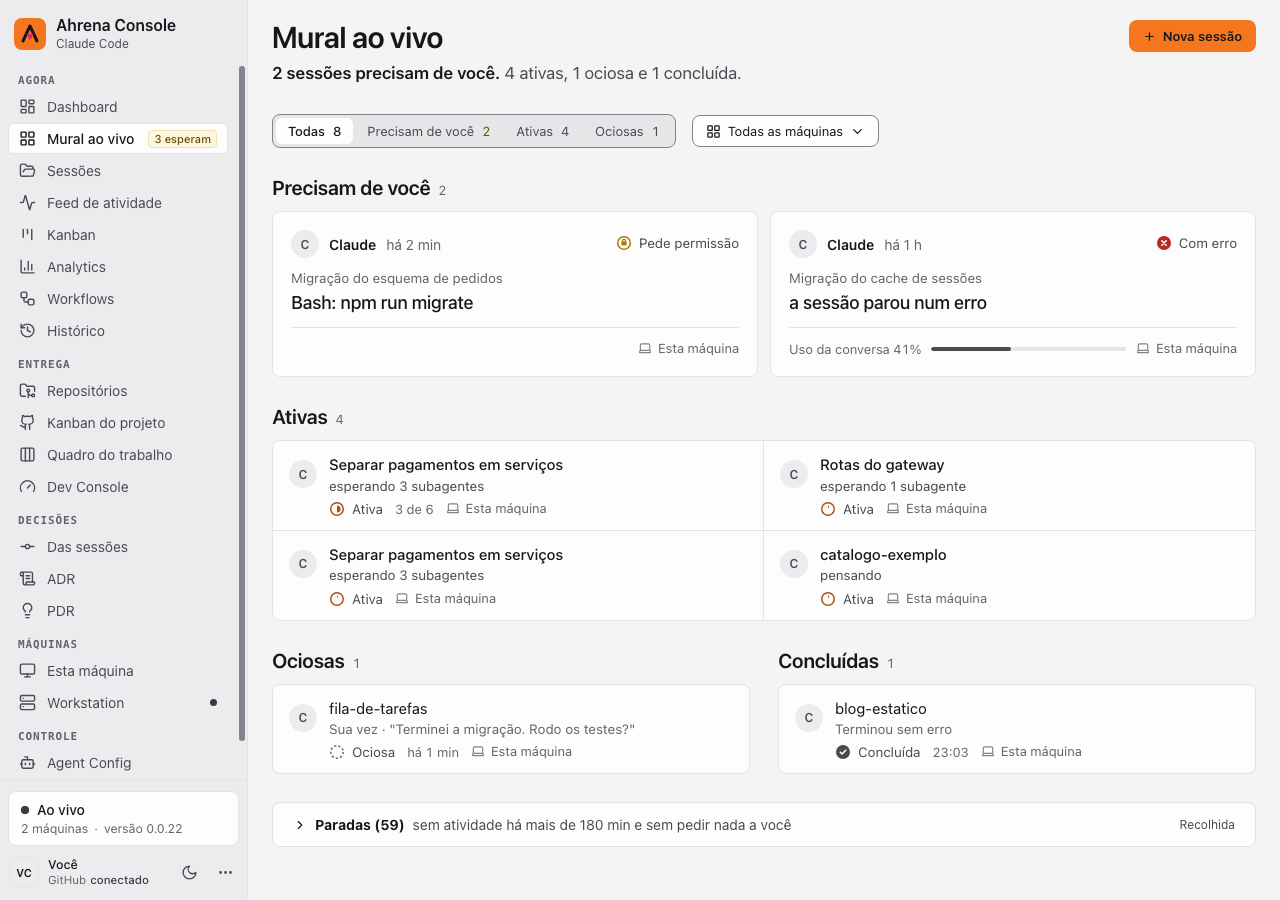 Ahrena Console
Claude Code
AGORA
Dashboard
Mural ao vivo 3 esperam
Sessões
Feed de atividade
Kanban
Analytics
Workflows
Histórico
ENTREGA
Repositórios
Kanban do projeto
Quadro do trabalho
Dev Console
DECISÕES
Das sessões
ADR
PDR
MÁQUINAS
Esta máquina
Workstation
CONTROLE
Agent Config
Ao vivo
2 máquinas · versão 0.0.22
VC
Você
GitHub conectado
Mural ao vivo
+ Nova sessão
2 sessões precisam de você. 4 ativas, 1 ociosa e 1 concluída.
Todas 8 Precisam de você 2 Ativas 4 Ociosas 1
Todas as máquinas
Precisam de você 2
C Claude há 2 min Pede permissão
Migração do esquema de pedidos
Bash: npm run migrate
Esta máquina
C Claude há 1 h Com erro
Migração do cache de sessões
a sessão parou num erro
Uso da conversa 41% Esta máquina
Ativas 4
C
Separar pagamentos em serviços
esperando 3 subagentes
Ativa 3 de 6 Esta máquina
C
Rotas do gateway
esperando 1 subagente
Ativa Esta máquina
C
Separar pagamentos em serviços
esperando 3 subagentes
Ativa Esta máquina
C
catalogo-exemplo
pensando
Ativa Esta máquina
Ociosas 1
C
fila-de-tarefas
Sua vez · "Terminei a migração. Rodo os testes?"
Ociosa há 1 min Esta máquina
Concluídas 1
C
blog-estatico
Terminou sem erro
Concluída 23:03 Esta máquina
Paradas (59) sem atividade há mais de 180 min e sem pedir nada a você
Recolhida